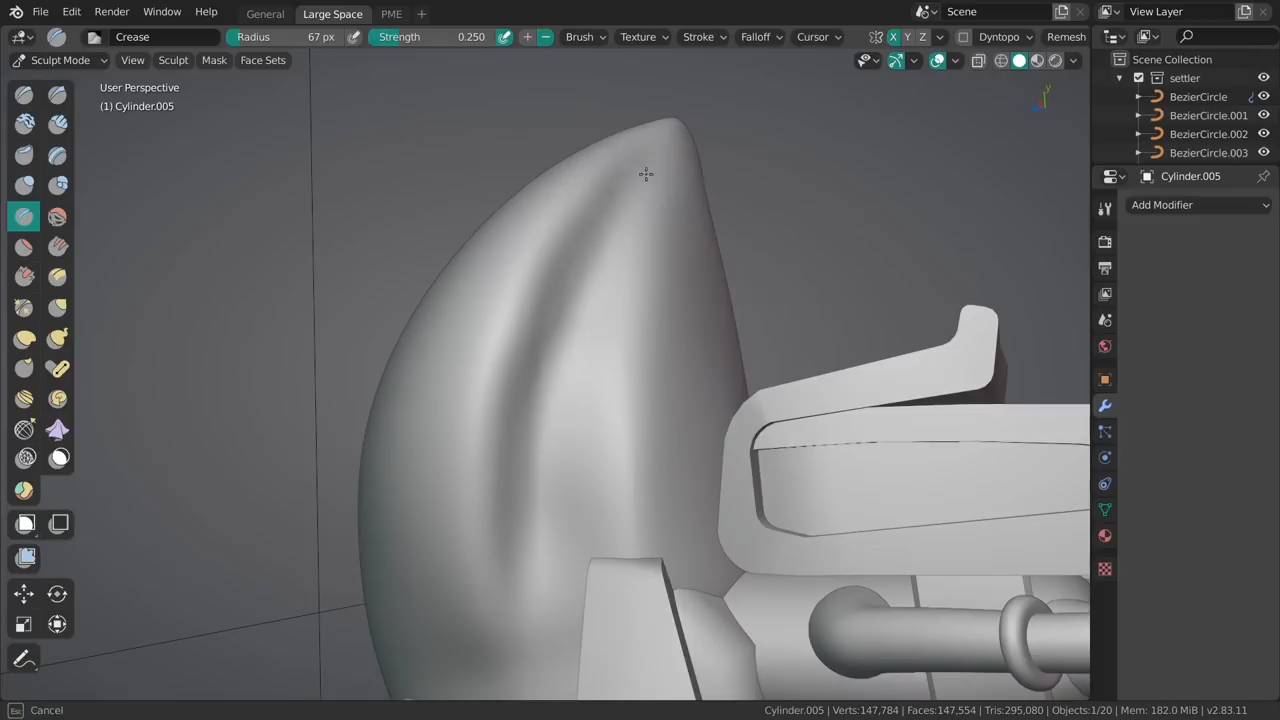 File Edit Render Window Help General Large Space PME + Scene View Layer
Crease Radius 67 px Strength 0.250 Brush Texture Stroke Falloff Cursor X Y Z Dyntopo Remesh
Sculpt Mode View Sculpt Mask Face Sets Scene Collection
settler
User Perspective
(1) Cylinder.005
y
BezierCircle
BezierCircle.001
BezierCircle.002
BezierCircle.003
Cylinder.005
Add Modifier
Esc Cancel Cylinder.005 | Verts:147,784 | Faces:147,554 | Tris:295,080 | Objects:1/20 | Mem: 182.0 MiB | v2.83.11